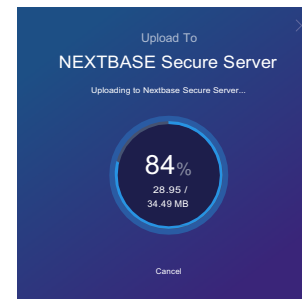 Upload To
NEXTBASE Secure Server
Uploading to Nextbase Secure Server...
84%
28.95 /
34.49 MB
Cancel